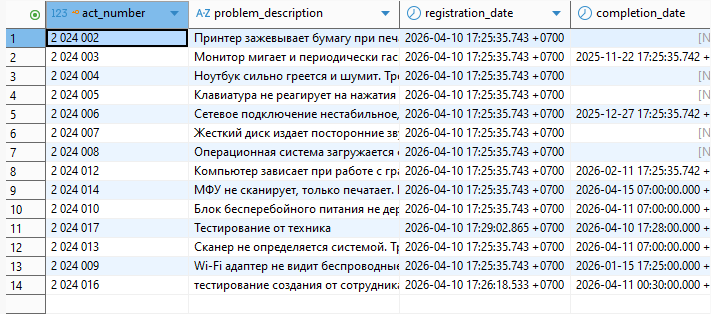 123 act_number A-Z problem_description registration_date completion_date
1 2 024 002 Принтер зажевывает бумагу при печ 2026-04-10 17:25:35.743 +0700 [N
2 2 024 003 Монитор мигает и периодически гас 2026-04-10 17:25:35.743 +0700 2025-11-22 17:25:35.742 +
3 2 024 004 Ноутбук сильно греется и шумит. Тр 2026-04-10 17:25:35.743 +0700 [N
4 2 024 005 Клавиатура не реагирует на нажатия 2026-04-10 17:25:35.743 +0700 [N
5 2 024 006 Сетевое подключение нестабильное, 2026-04-10 17:25:35.743 +0700 2025-12-27 17:25:35.742 +
6 2 024 007 Жесткий диск издает посторонние зв 2026-04-10 17:25:35.743 +0700 [N
7 2 024 008 Операционная система загружается 2026-04-10 17:25:35.743 +0700 [N
8 2 024 012 Компьютер зависает при работе с гра 2026-04-10 17:25:35.743 +0700 2026-02-11 17:25:35.742 +
9 2 024 014 МФУ не сканирует, только печатает. 2026-04-10 17:25:35.743 +0700 2026-04-15 07:00:00.000 +
10 2 024 010 Блок бесперебойного питания не дер 2026-04-10 17:25:35.743 +0700 2026-04-11 07:00:00.000 +
11 2 024 017 Тестирование от техника 2026-04-10 17:29:02.865 +0700 2026-04-10 17:28:00.000 +
12 2 024 013 Сканер не определяется системой. Тр 2026-04-10 17:25:35.743 +0700 2026-04-11 07:00:00.000 +
13 2 024 009 Wi-Fi адаптер не видит беспроводные 2026-04-10 17:25:35.743 +0700 2026-01-15 17:25:00.000 +
14 2 024 016 тестирование создания от сотрудника 2026-04-10 17:26:18.533 +0700 2026-04-11 00:30:00.000 +